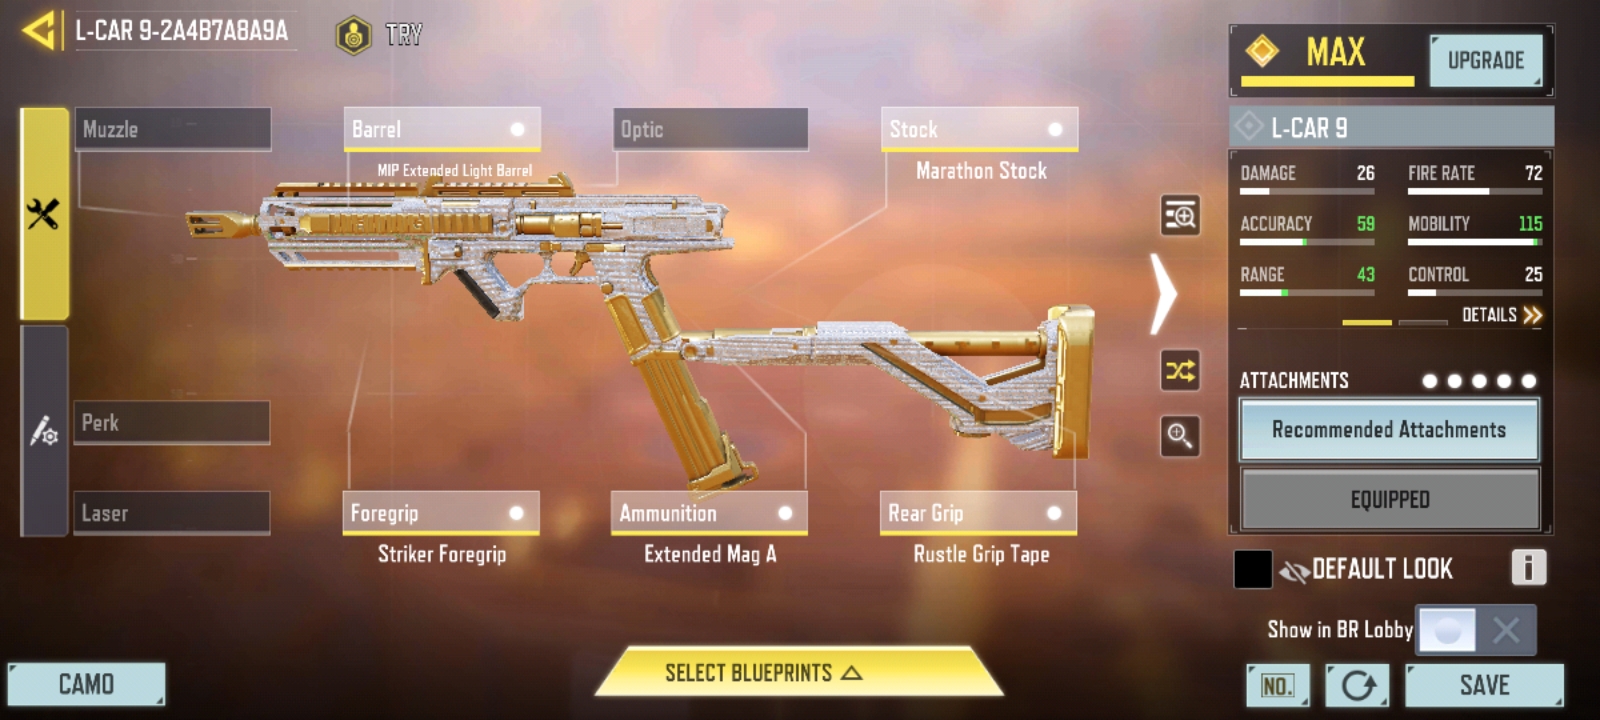 L-CAR 9-2A4B7A8A9A
TRY
MAX
UPGRADE
Muzzle
Barrel
MIP Extended Light Barrel
Optic
Stock
Marathon Stock
L-CAR 9
DAMAGE 26
FIRE RATE 72
ACCURACY 59
MOBILITY 115
RANGE 43
CONTROL 25
DETAILS
ATTACHMENTS
Recommended Attachments
EQUIPPED
Perk
Laser
Foregrip
Striker Foregrip
Ammunition
Extended Mag A
Rear Grip
Rustle Grip Tape
DEFAULT LOOK
Show in BR Lobby
CAMO
SELECT BLUEPRINTS
NO.
SAVE